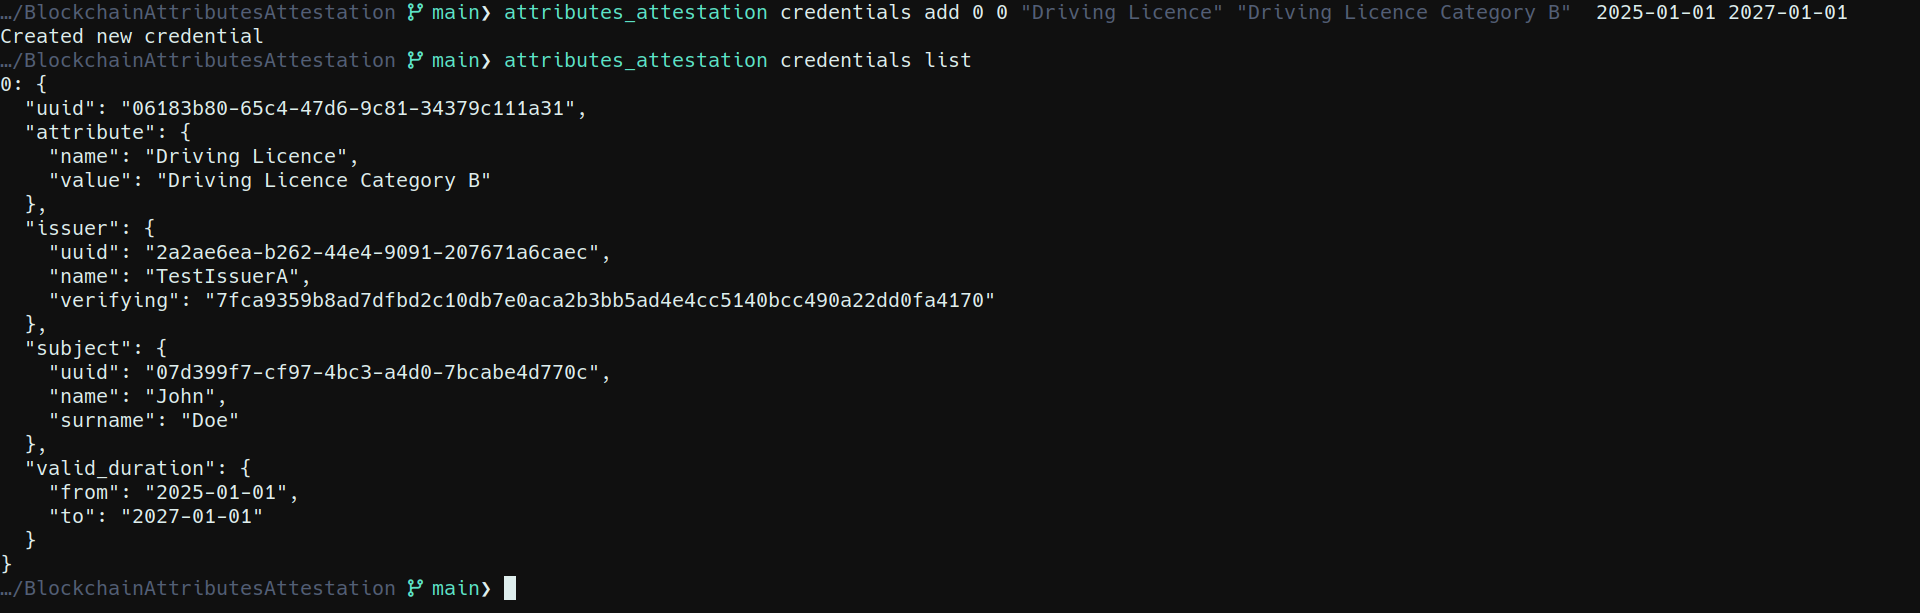 …/BlockchainAttributesAttestation main❯ attributes_attestation credentials add 0 0 "Driving Licence" "Driving Licence Category B"  2025-01-01 2027-01-01
Created new credential
…/BlockchainAttributesAttestation main❯ attributes_attestation credentials list
0: {
  "uuid": "06183b80-65c4-47d6-9c81-34379c111a31",
  "attribute": {
    "name": "Driving Licence",
    "value": "Driving Licence Category B"
  },
  "issuer": {
    "uuid": "2a2ae6ea-b262-44e4-9091-207671a6caec",
    "name": "TestIssuerA",
    "verifying": "7fca9359b8ad7dfbd2c10db7e0aca2b3bb5ad4e4cc5140bcc490a22dd0fa4170"
  },
  "subject": {
    "uuid": "07d399f7-cf97-4bc3-a4d0-7bcabe4d770c",
    "name": "John",
    "surname": "Doe"
  },
  "valid_duration": {
    "from": "2025-01-01",
    "to": "2027-01-01"
  }
}
…/BlockchainAttributesAttestation main❯